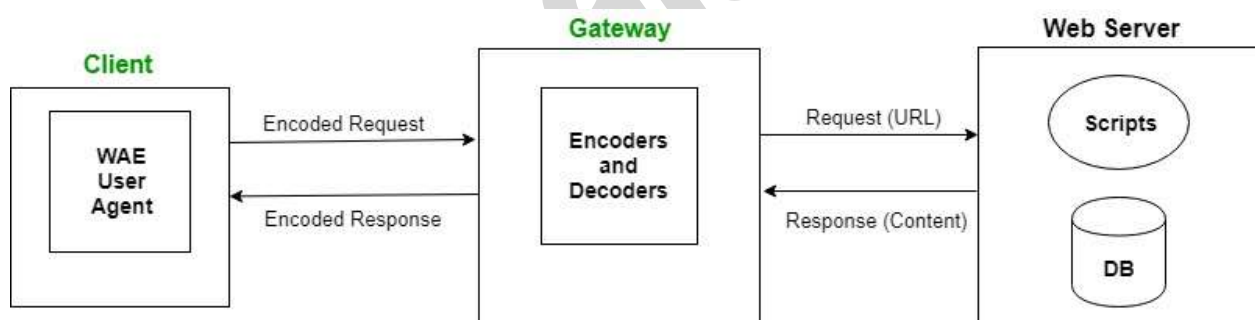 Client
WAE
User
Agent
Encoded Request
Encoded Response
Gateway
Encoders
and
Decoders
Request (URL)
Response (Content)
Web Server
Scripts
DB